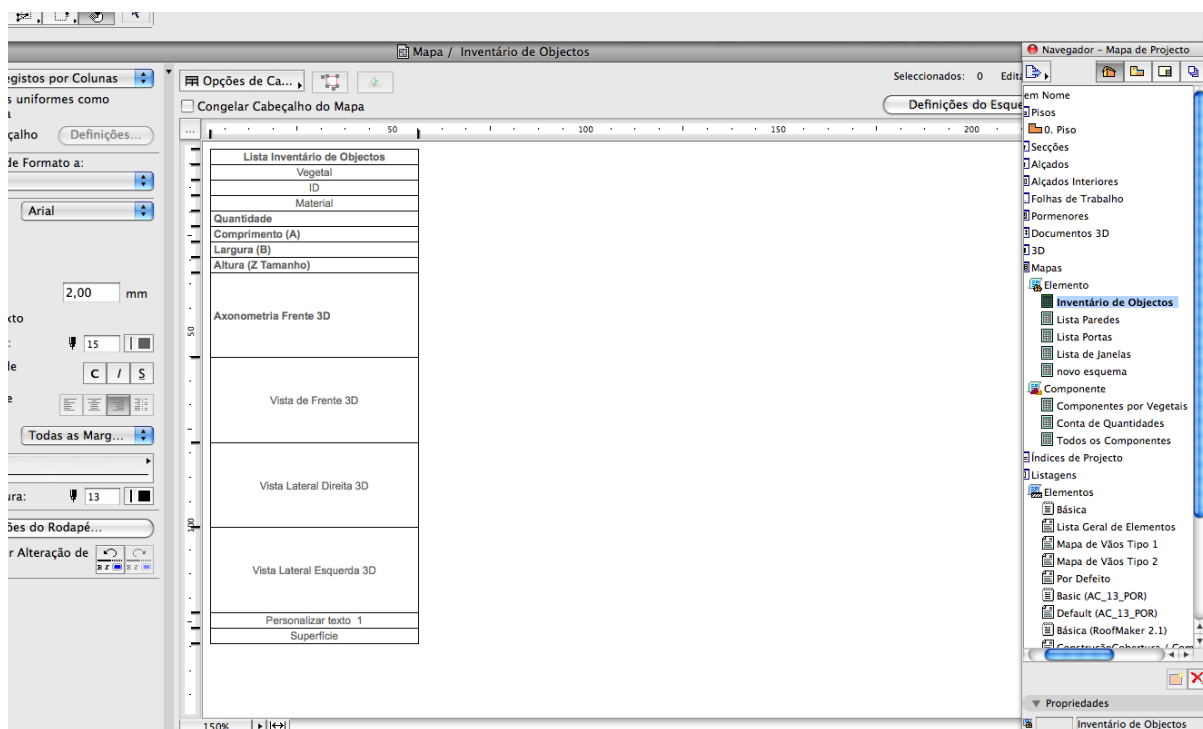 Mapa / Inventário de Objectos
egistos por Colunas
s uniformes como
a
çalho
Definições...
de Formato a:
Arial
2,00 mm
xto
:
15
de
C I S
e
Todas as Marg...
ura:
13
ões do Rodapé...
r Alteração de
B I
B I
Opções de Ca...
Congelar Cabeçalho do Mapa
Seleccionados: 0 Edita
Definições do Esque
...
50
100
150
200
50
100
Lista Inventário de Objectos
Vegetal
ID
Material
Quantidade
Comprimento (A)
Largura (B)
Altura (Z Tamanho)
Axonometria Frente 3D
Vista de Frente 3D
Vista Lateral Direita 3D
Vista Lateral Esquerda 3D
Personalizar texto 1
Superfície
150%
Navegador – Mapa de Projecto
em Nome
Pisos
0. Piso
Secções
Alçados
Alçados Interiores
Folhas de Trabalho
Pormenores
Documentos 3D
3D
Mapas
Elemento
Inventário de Objectos
Lista Paredes
Lista Portas
Lista de Janelas
novo esquema
Componente
Componentes por Vegetais
Conta de Quantidades
Todos os Componentes
Índices de Projecto
Listagens
Elementos
Básica
Lista Geral de Elementos
Mapa de Vãos Tipo 1
Mapa de Vãos Tipo 2
Por Defeito
Basic (AC_13_POR)
Default (AC_13_POR)
Básica (RoofMaker 2.1)
ConstruçãoCobertura / Com
Propriedades
Inventário de Objectos